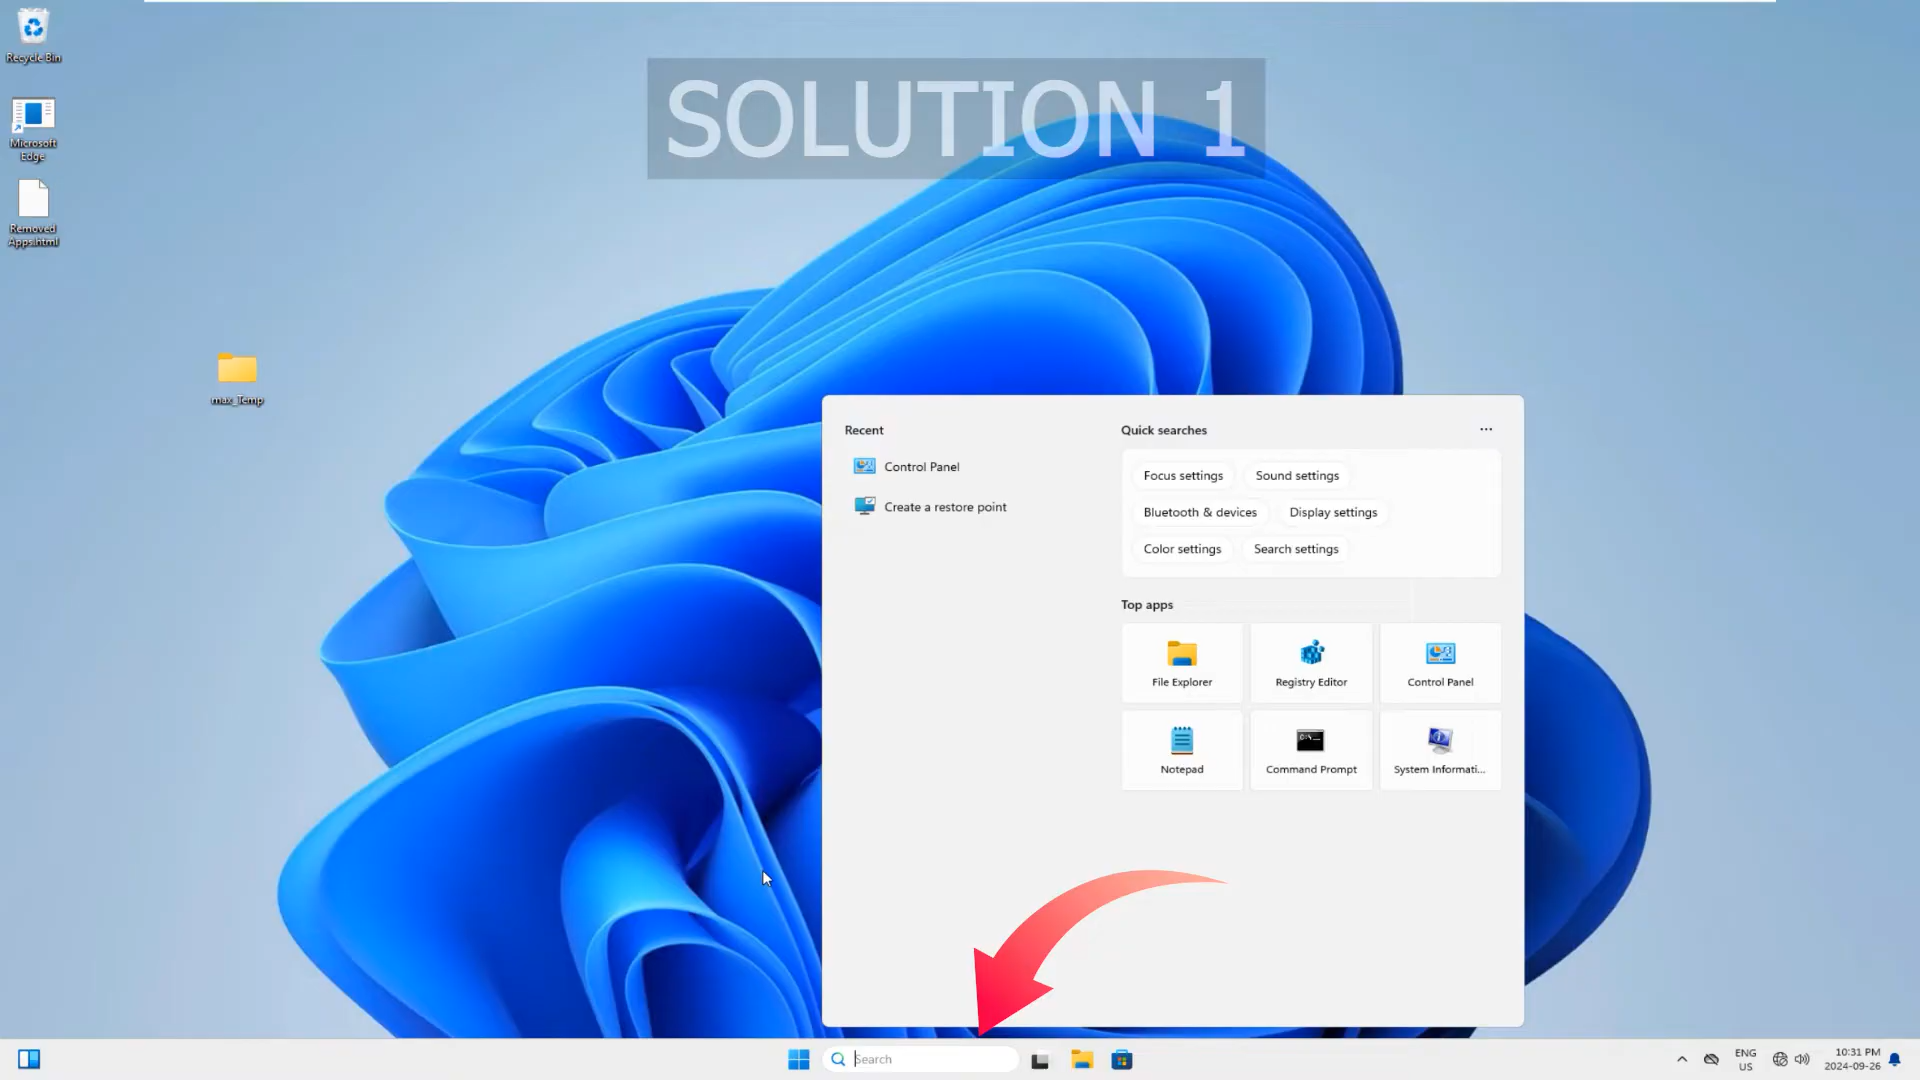 Recycle Bin
Microsoft
Edge
Removed
Apps.html
max_Temp
SOLUTION 1
Recent
Control Panel
Create a restore point
Quick searches
...
Focus settings
Sound settings
Bluetooth & devices
Display settings
Color settings
Search settings
Top apps
File Explorer
Registry Editor
Control Panel
Notepad
Command Prompt
System Informati...
Search
ENG
US
10:31 PM
2024-09-26